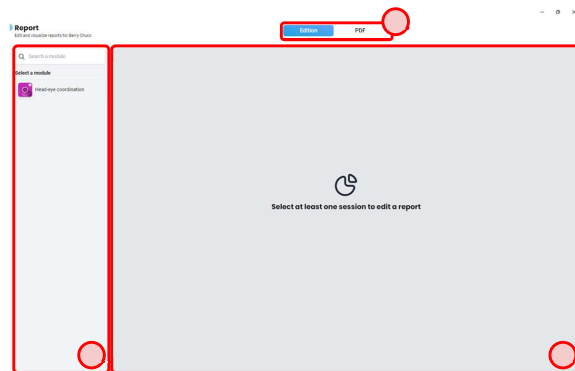 Report
Edit and visualize reports for Berry Chuck.
Edition
PDF
Search a module
Select a module
Head-eye coordination
Select at least one session to edit a report